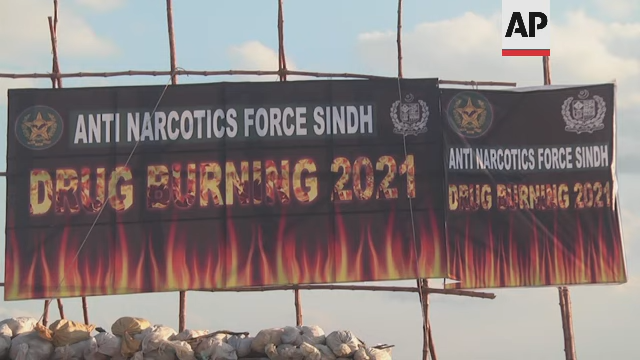 AP
ANTI NARCOTICS FORCE SINDH
DRUG BURNING 2021
ANTI NARCOTICS FORCE SINDH
DRUG BURNING 2021